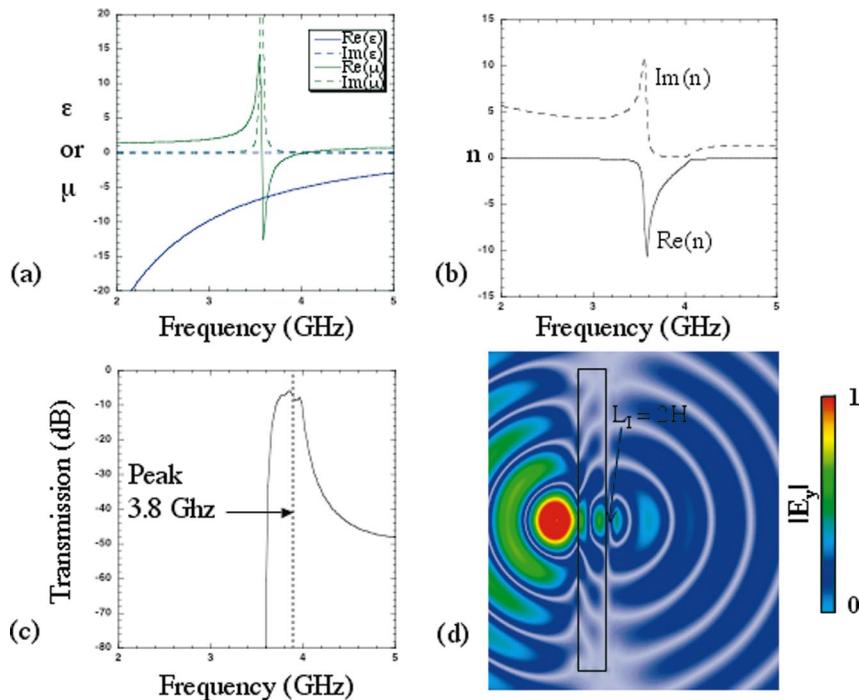 20
15
10
5
0
-5
-10
-15
-20
ε
or
μ
Re(ε)
Im(ε)
Re(μ)
Im(μ)
2
3
4
5
(a)
Frequency (GHz)
15
10
5
0
-5
-10
-15
n
Im(n)
Re(n)
2
3
4
5
(b)
Frequency (GHz)
0
-10
-20
-30
-40
-50
-60
-70
-80
Transmission (dB)
Peak
3.8 Ghz
2
3
4
5
(c)
Frequency (GHz)
L_I = 2H
(d)
1
0
|E_y|